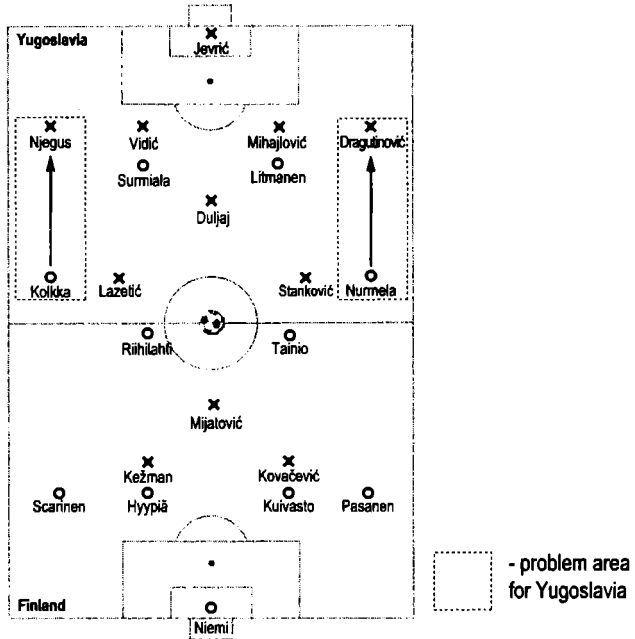 Yugoslavia
Jevrić
Njegus Vidić Mihajlović Dragutinović
Surmiala Litmanen
Duljaj
Kolkka Lazetić Stanković Nurmela
Riihilahti Tainio
Mijatović
Kežman Kovačević
Scarinen Hyypiä Kuivasto Pasanen
- problem area
for Yugoslavia
Finland
Niemi